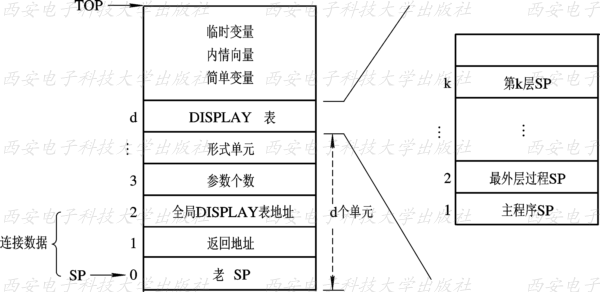 TOP
临时变量
内情向量
简单变量
d
DISPLAY 表
⋮
形式单元
3
参数个数
2
全局DISPLAY表地址
连接数据
1
返回地址
SP
0
老 SP
d个单元
k
第k层SP
⋮
⋮
2
最外层过程SP
1
主程序SP
西安电子科技大学出版社